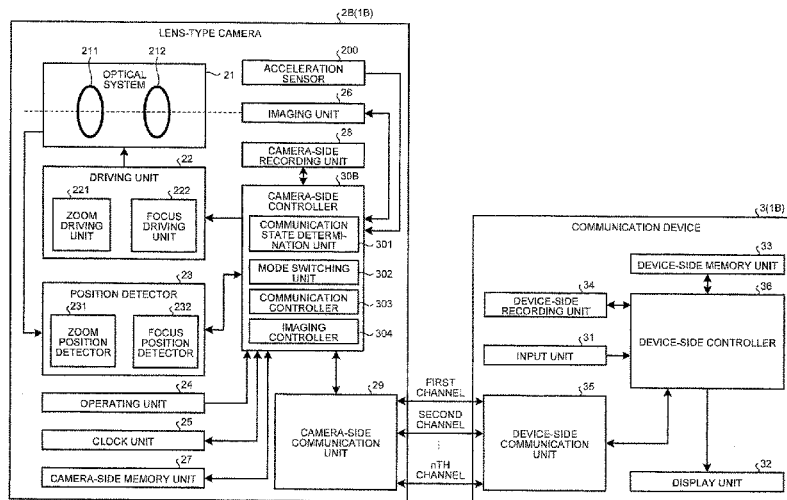 2B(1B)
LENS-TYPE CAMERA
211
212
OPTICAL
SYSTEM
21
200
ACCELERATION
SENSOR
26
IMAGING UNIT
28
CAMERA-SIDE
RECORDING UNIT
22
DRIVING UNIT
221
222
ZOOM
DRIVING
UNIT
FOCUS
DRIVING
UNIT
30B
CAMERA-SIDE
CONTROLLER
COMMUNICATION
STATE DETERMI-
NATION UNIT
301
MODE SWITCHING
UNIT
302
COMMUNICATION
CONTROLLER
303
IMAGING
CONTROLLER
304
23
POSITION DETECTOR
231
232
ZOOM
POSITION
DETECTOR
FOCUS
POSITION
DETECTOR
24
OPERATING UNIT
25
CLOCK UNIT
27
CAMERA-SIDE MEMORY UNIT
29
CAMERA-SIDE
COMMUNICATION
UNIT
FIRST
CHANNEL
SECOND
CHANNEL
⋮
nTH
CHANNEL
3(1B)
COMMUNICATION DEVICE
33
DEVICE-SIDE MEMORY UNIT
34
DEVICE-SIDE
RECORDING UNIT
36
DEVICE-SIDE CONTROLLER
31
INPUT UNIT
35
DEVICE-SIDE
COMMUNICATION
UNIT
32
DISPLAY UNIT